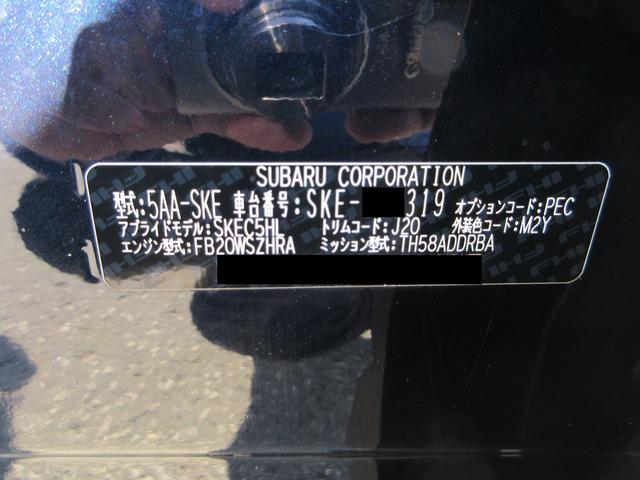 SUBARU CORPORATION
型式:5AA-SKE 車台番号:SKE- 319 オプションコード:PEC
アプライドモデル:SKEC5HL トリムコード:J20 外装色コード:M2Y
エンジン型式:FB20WSZHRA ミッション型式:TH58ADDRBA